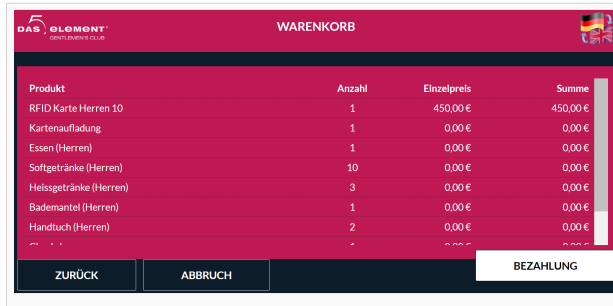 5
DAS ELEMENT
GENTLEMEN'S CLUB
WARENKORB
Produkt Anzahl Einzelpreis Summe
RFID Karte Herren 10 1 450,00 € 450,00 €
Kartenaufladung 1 0,00 € 0,00 €
Essen (Herren) 1 0,00 € 0,00 €
Softgetränke (Herren) 10 0,00 € 0,00 €
Heissgetränke (Herren) 3 0,00 € 0,00 €
Bademantel (Herren) 1 0,00 € 0,00 €
Handtuch (Herren) 2 0,00 € 0,00 €
ZURÜCK ABBRUCH BEZAHLUNG